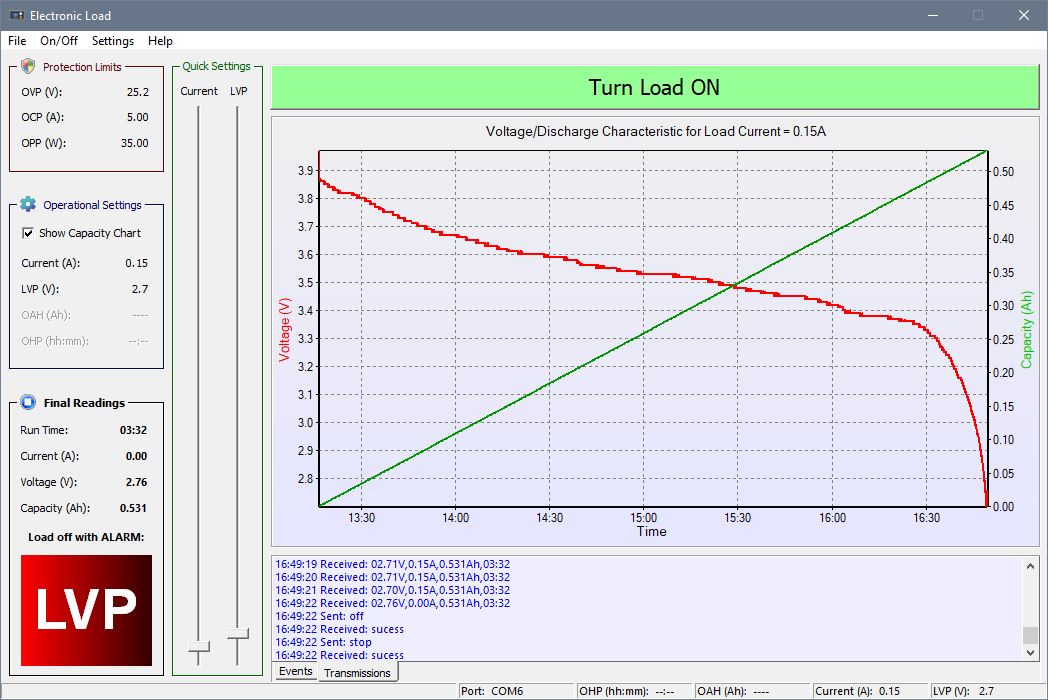 Electronic Load
File On/Off Settings Help
Protection Limits
OVP (V): 25.2
OCP (A): 5.00
OPP (W): 35.00
Operational Settings
Show Capacity Chart
Current (A): 0.15
LVP (V): 2.7
OAH (Ah): ----
OHP (hh:mm): --:--
Final Readings
Run Time: 03:32
Current (A): 0.00
Voltage (V): 2.76
Capacity (Ah): 0.531
Load off with ALARM:
LVP
Quick Settings
Current LVP
Turn Load ON
Voltage/Discharge Characteristic for Load Current = 0.15A
Voltage (V)
3.9
3.8
3.7
3.6
3.5
3.4
3.3
3.2
3.1
3.0
2.9
2.8
0.50
0.45
0.40
0.35
0.30
0.25
0.20
0.15
0.10
0.05
0.00
Capacity (Ah)
13:30 14:00 14:30 15:00 15:30 16:00 16:30
Time
16:49:19 Received: 02.71V,0.15A,0.531Ah,03:32
16:49:20 Received: 02.71V,0.15A,0.531Ah,03:32
16:49:21 Received: 02.70V,0.15A,0.531Ah,03:32
16:49:22 Received: 02.76V,0.00A,0.531Ah,03:32
16:49:22 Sent: off
16:49:22 Received: sucess
16:49:22 Sent: stop
16:49:22 Received: sucess
Events Transmissions
Port: COM6 OHP (hh:mm): --:-- OAH (Ah): ---- Current (A): 0.15 LVP (V): 2.7